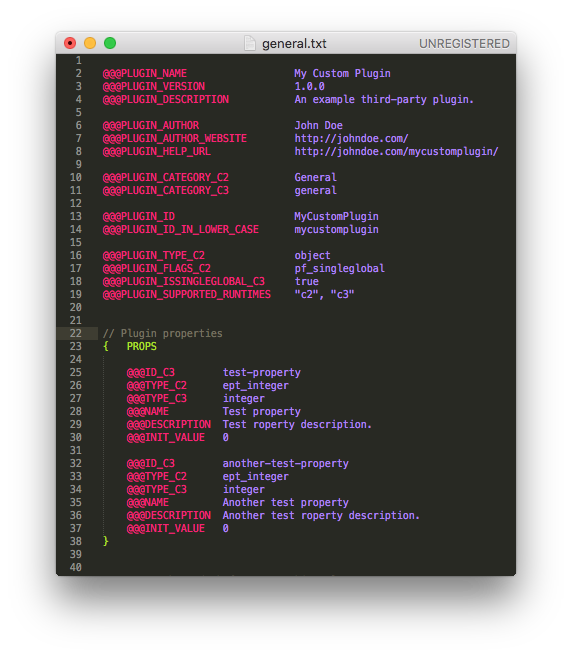 general.txt
UNREGISTERED
1
2 @@@PLUGIN_NAME My Custom Plugin
3 @@@PLUGIN_VERSION 1.0.0
4 @@@PLUGIN_DESCRIPTION An example third-party plugin.
5
6 @@@PLUGIN_AUTHOR John Doe
7 @@@PLUGIN_AUTHOR_WEBSITE http://johndoe.com/
8 @@@PLUGIN_HELP_URL http://johndoe.com/mycustomplugin/
9
10 @@@PLUGIN_CATEGORY_C2 General
11 @@@PLUGIN_CATEGORY_C3 general
12
13 @@@PLUGIN_ID MyCustomPlugin
14 @@@PLUGIN_ID_IN_LOWER_CASE mycustomplugin
15
16 @@@PLUGIN_TYPE_C2 object
17 @@@PLUGIN_FLAGS_C2 pf_singleglobal
18 @@@PLUGIN_ISSINGLEGLOBAL_C3 true
19 @@@PLUGIN_SUPPORTED_RUNTIMES "c2", "c3"
20
21
22 // Plugin properties
23 { PROPS
24
25 @@@ID_C3 test-property
26 @@@TYPE_C2 ept_integer
27 @@@TYPE_C3 integer
28 @@@NAME Test property
29 @@@DESCRIPTION Test roperty description.
30 @@@INIT_VALUE 0
31
32 @@@ID_C3 another-test-property
33 @@@TYPE_C2 ept_integer
34 @@@TYPE_C3 integer
35 @@@NAME Another test property
36 @@@DESCRIPTION Another test roperty description.
37 @@@INIT_VALUE 0
38 }
39
40